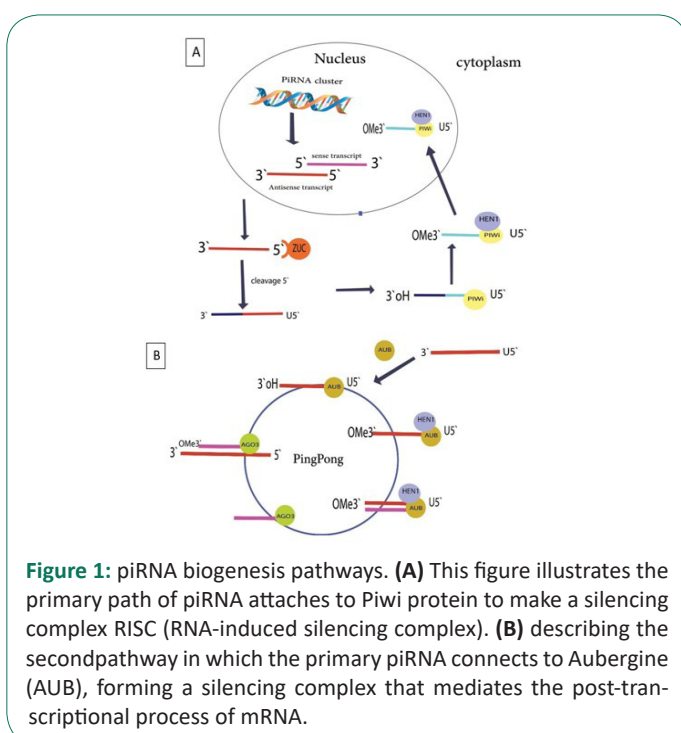 A
Nucleus
cytoplasm
PiRNA cluster
HEN1
OMe3` PIWi U5`
5` sense transcript 3`
3` 5`
Antisense transcript
HEN1
OMe3` PIWi U5`
3` 5` ZUC
cleavage 5`
3`oH PIWi U5`
3` U5`
B
AUB 3` U5`
3`oH AUB U5`
HEN1
OMe3` AUB U5`
OMe3` AGO3
3` 5`
PingPong
HEN1
OMe3` AUB U5`
AGO3
Figure 1: piRNA biogenesis pathways. (A) This figure illustrates the
primary path of piRNA attaches to Piwi protein to make a silencing
complex RISC (RNA-induced silencing complex). (B) describing the
secondpathway in which the primary piRNA connects to Aubergine
(AUB), forming a silencing complex that mediates the post-tran-
scriptional process of mRNA.